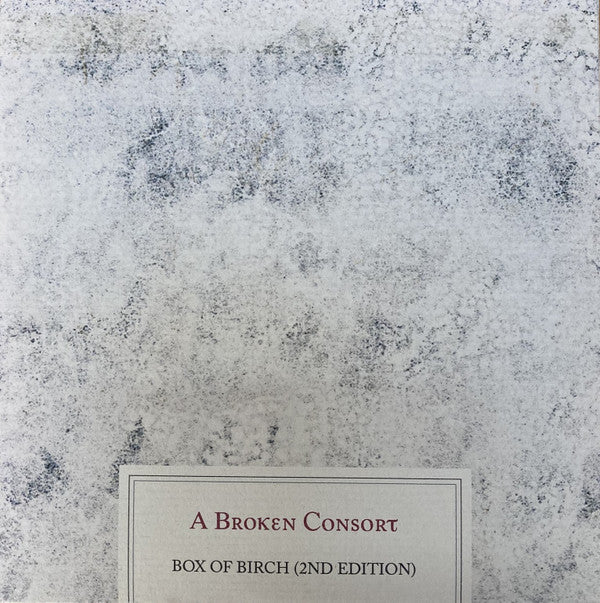 A Broken Consort
BOX OF BIRCH (2ND EDITION)